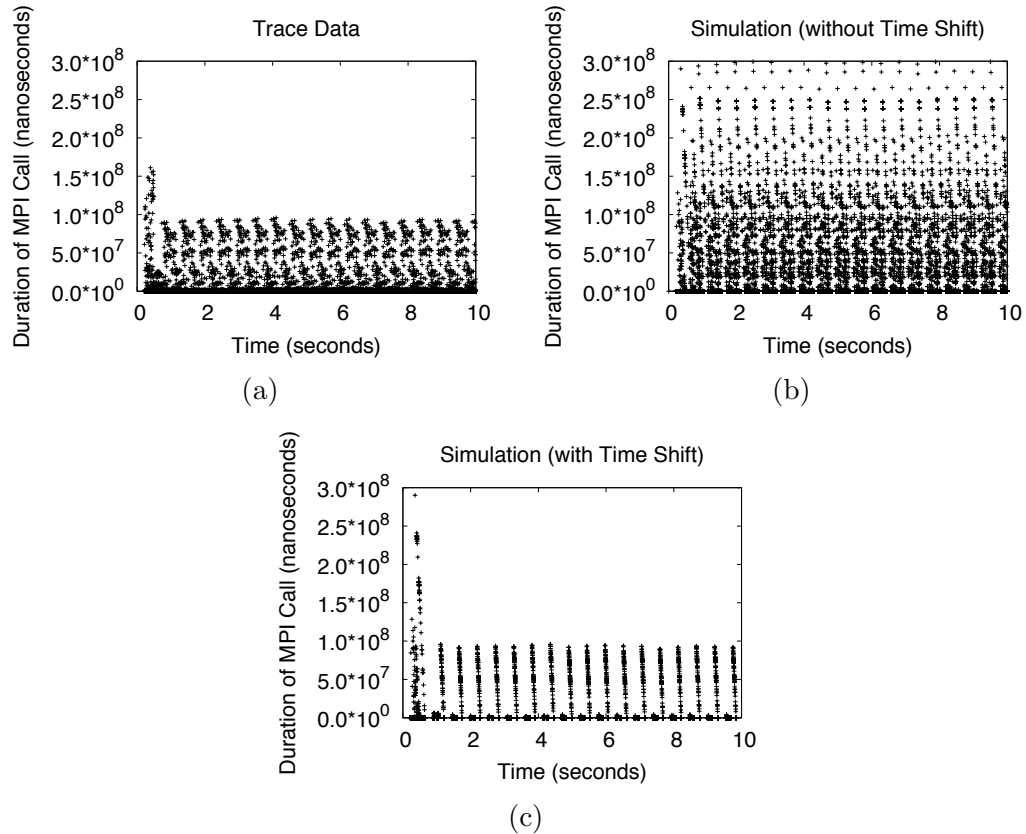 Trace Data
Duration of MPI Call (nanoseconds)
3.0*10^8
2.5*10^8
2.0*10^8
1.5*10^8
1.0*10^8
5.0*10^7
0.0*10^0
0 2 4 6 8 10
Time (seconds)
(a)
Simulation (without Time Shift)
Duration of MPI Call (nanoseconds)
3.0*10^8
2.5*10^8
2.0*10^8
1.5*10^8
1.0*10^8
5.0*10^7
0.0*10^0
0 2 4 6 8 10
Time (seconds)
(b)
Simulation (with Time Shift)
Duration of MPI Call (nanoseconds)
3.0*10^8
2.5*10^8
2.0*10^8
1.5*10^8
1.0*10^8
5.0*10^7
0.0*10^0
0 2 4 6 8 10
Time (seconds)
(c)